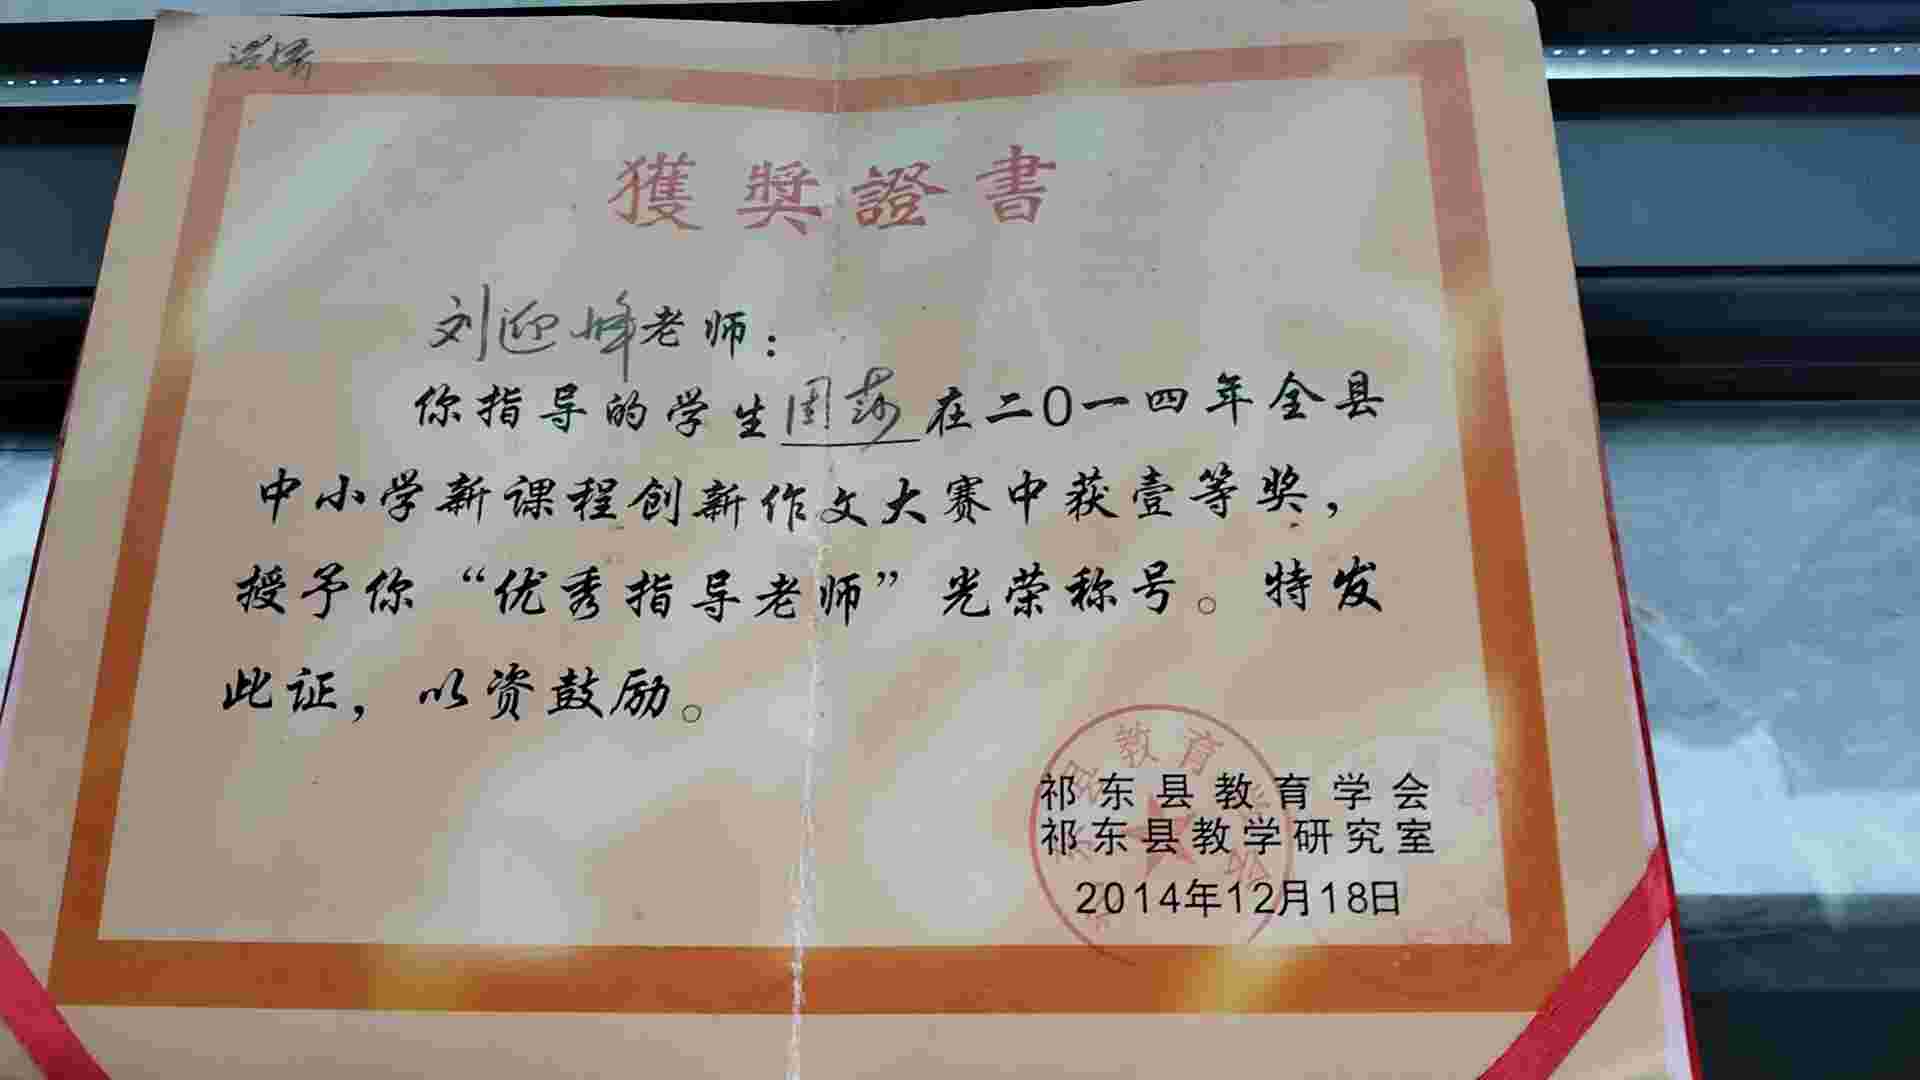 獲獎證書
刘迎峰老师：
你指导的学生周莎在二〇一四年全县
中小学新课程创新作文大赛中获壹等奖，
授予你“优秀指导老师”光荣称号。特发
此证，以资鼓励。
教育
祁东县教育学会
祁东县教学研究室
2014年12月18日